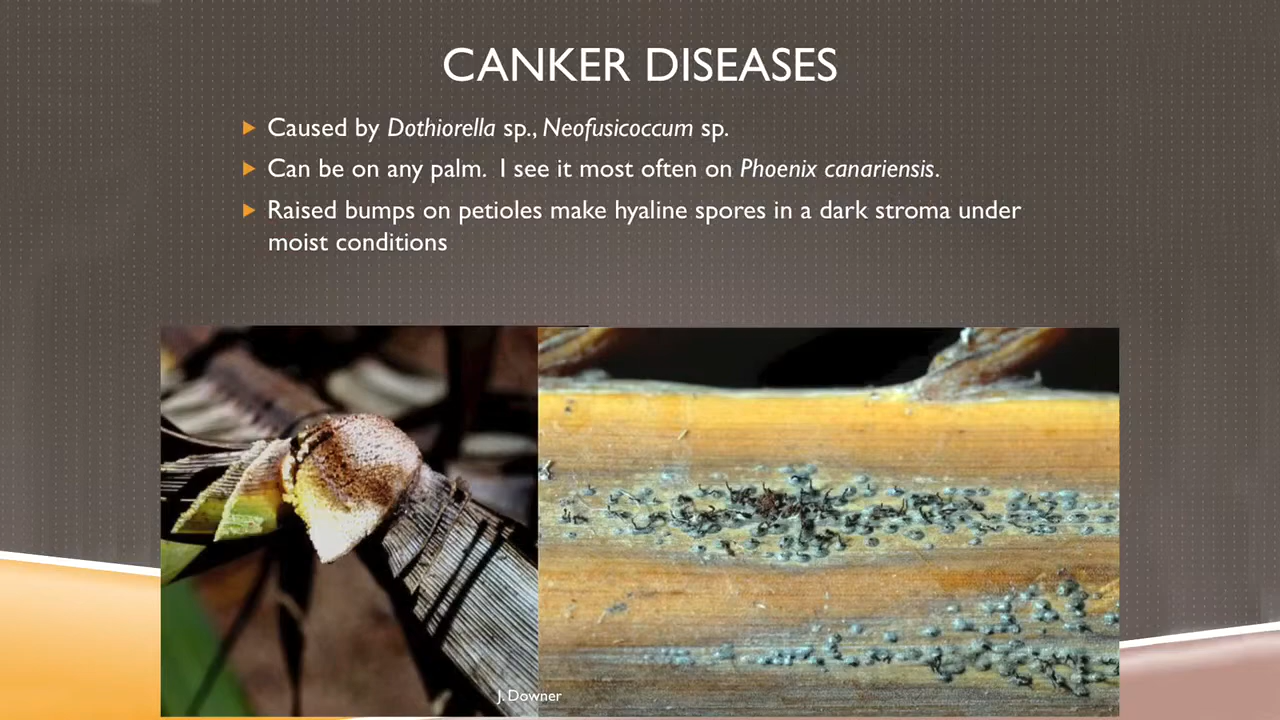 CANKER DISEASES
Caused by Dothiorella sp., Neofusicoccum sp.
Can be on any palm.  I see it most often on Phoenix canariensis.
Raised bumps on petioles make hyaline spores in a dark stroma under
moist conditions
J. Downer